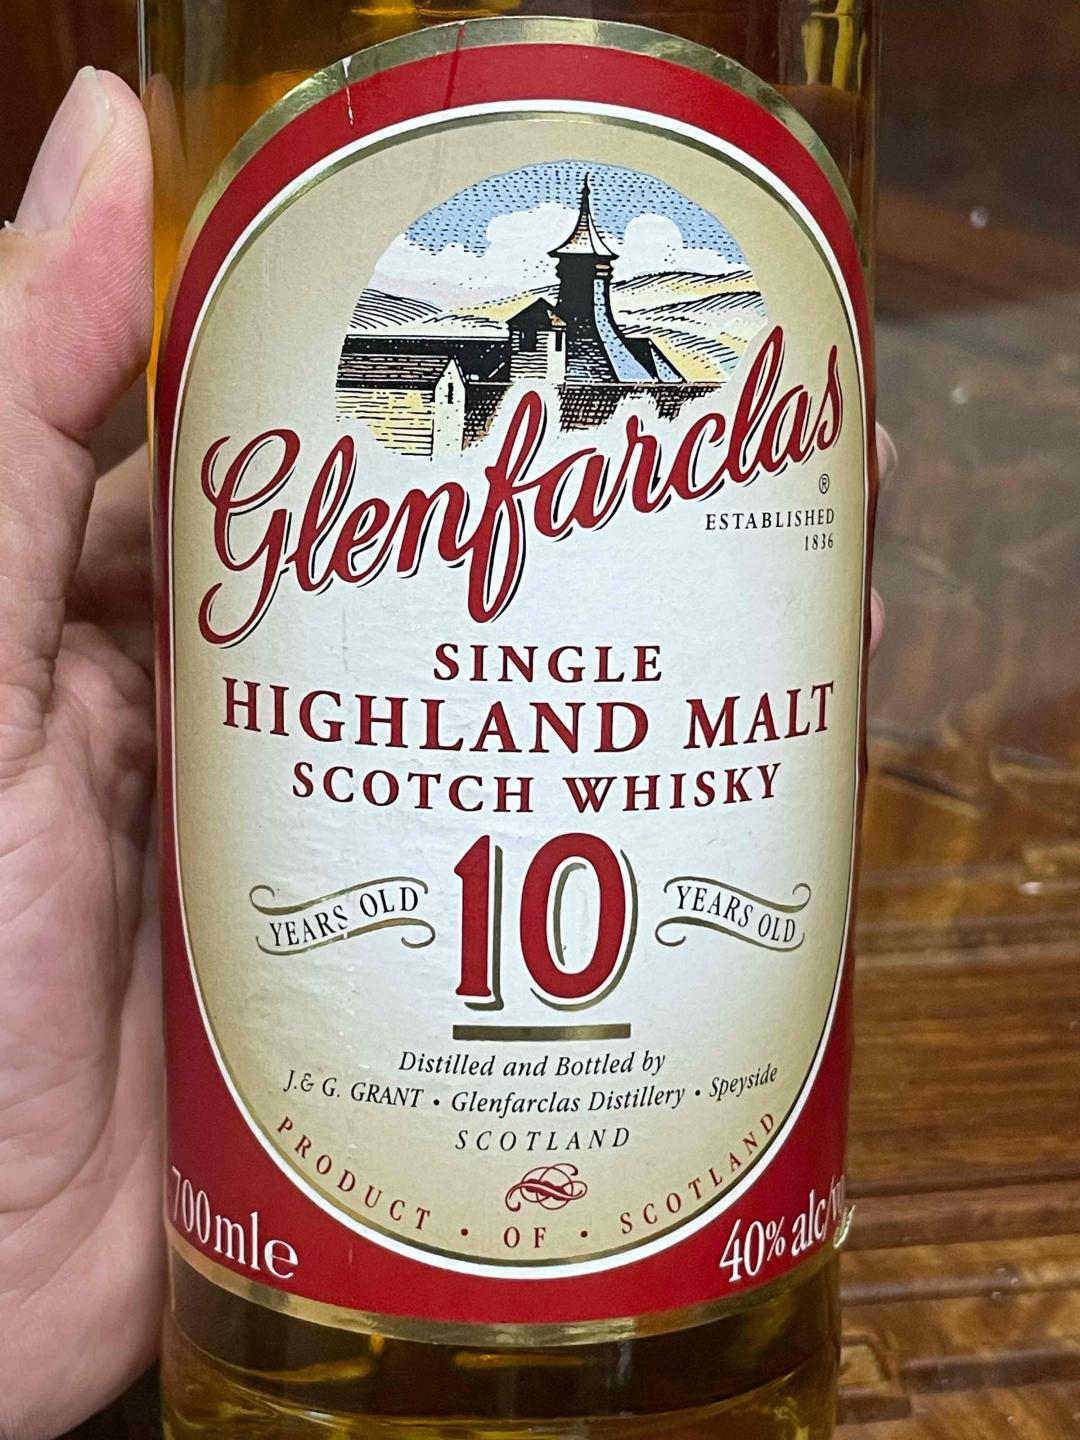 Glenfarclas
®
ESTABLISHED
1836
SINGLE
HIGHLAND MALT
SCOTCH WHISKY
YEARS OLD 10 YEARS OLD
Distilled and Bottled by
J. & G. GRANT • Glenfarclas Distillery • Speyside
SCOTLAND
PRODUCT • OF • SCOTLAND
700mle 40% alc/